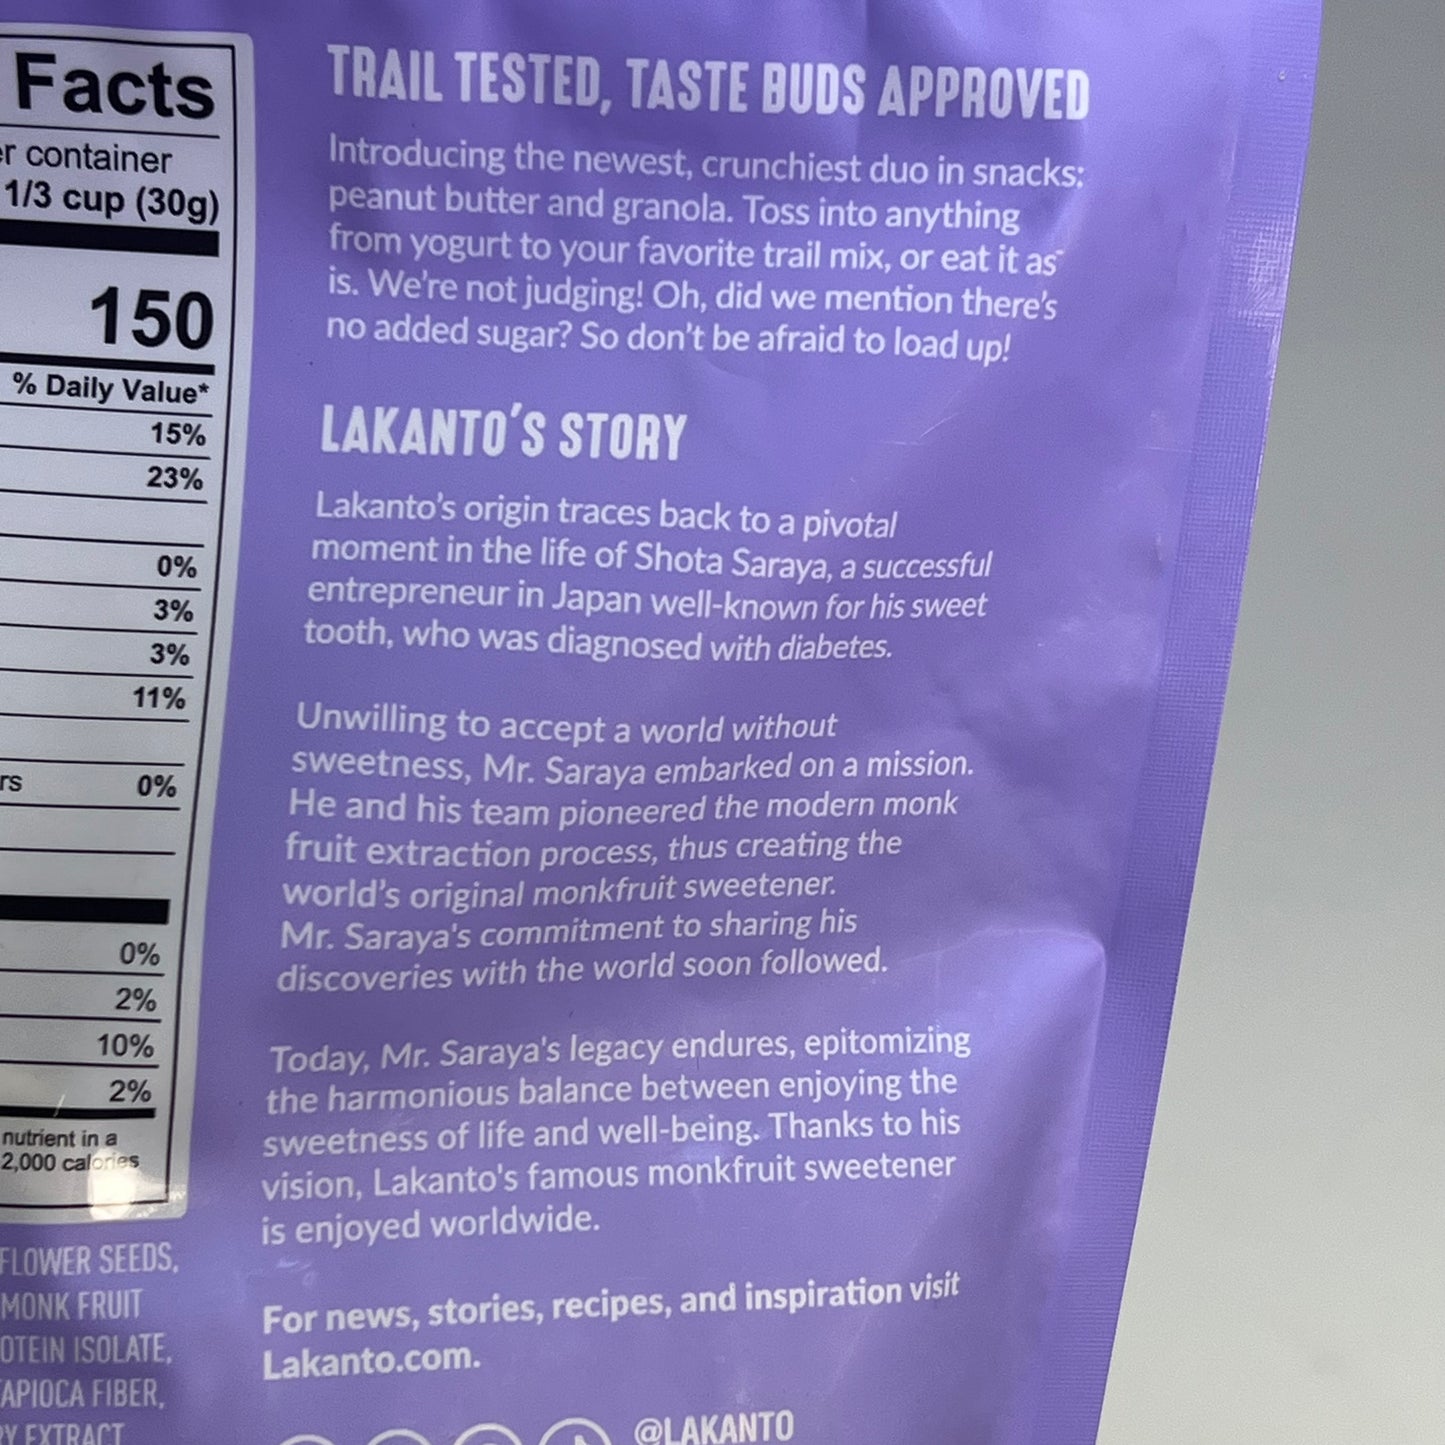 Facts
container
1/3 cup (30g)
150
% Daily Value*
15%
23%
0%
3%
3%
11%
0%
0%
2%
10%
2%
nutrient in a
2,000 calories
SEEDS,
MONK FRUIT
ISOLATE,
FIBER,
EXTRACT
TRAIL TESTED, TASTE BUDS APPROVED
Introducing the newest, crunchiest duo in snacks:
peanut butter and granola. Toss into anything
from yogurt to your favorite trail mix, or eat it as
is. We're not judging! Oh, did we mention there's
no added sugar? So don't be afraid to load up!
LAKANTO'S STORY
Lakanto's origin traces back to a pivotal
moment in the life of Shota Saraya, a successful
entrepreneur in Japan well-known for his sweet
tooth, who was diagnosed with diabetes.
Unwilling to accept a world without
sweetness, Mr. Saraya embarked on a mission.
He and his team pioneered the modern monk
fruit extraction process, thus creating the
world's original monkfruit sweetener.
Mr. Saraya's commitment to sharing his
discoveries with the world soon followed.
Today, Mr. Saraya's legacy endures, epitomizing
the harmonious balance between enjoying the
sweetness of life and well-being. Thanks to his
vision, Lakanto's famous monkfruit sweetener
is enjoyed worldwide.
For news, stories, recipes, and inspiration visit
Lakanto.com.
@LAKANTO